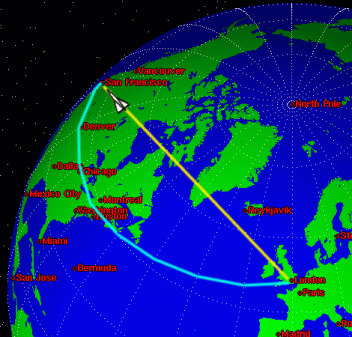 Vancouver
San Francisco
North Pole
Denver
Dallas
Chicago
Mexico City
Montreal
Reykjavik
Miami
Bermuda
San Jose
London
Paris
Madrid